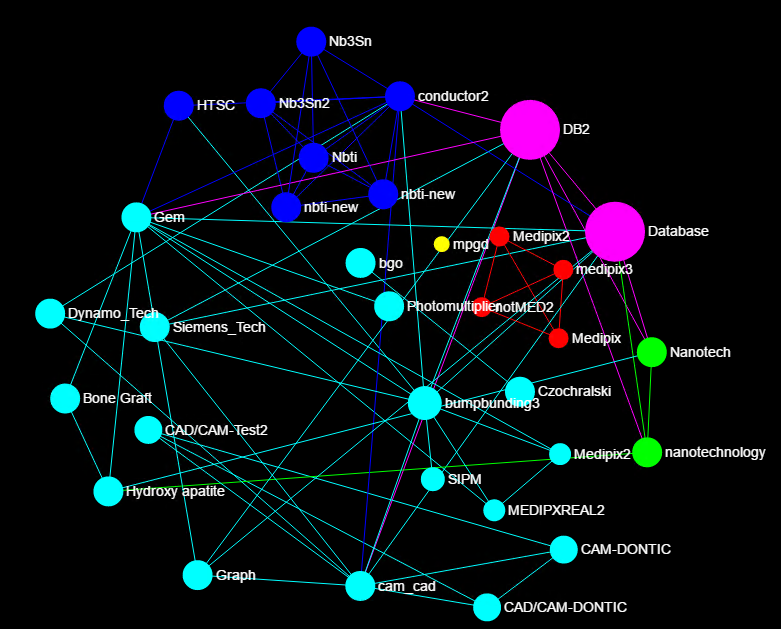 Nb3Sn
HTSC
Nb3Sn2
conductor2
DB2
Nbti
nbti-new
nbti-new
Gem
Database
Medipix2
mpgd
bgo
medipix3
Photomultiplier
notMED2
Dynamo_Tech
Siemens_Tech
Medipix
Nanotech
Bone Graft
Czochralski
bumpbunding3
CAD/CAM-Test2
Medipix2
nanotechnology
SIPM
Hydroxy apatite
MEDIPXREAL2
CAM-DONTIC
Graph
cam_cad
CAD/CAM-DONTIC